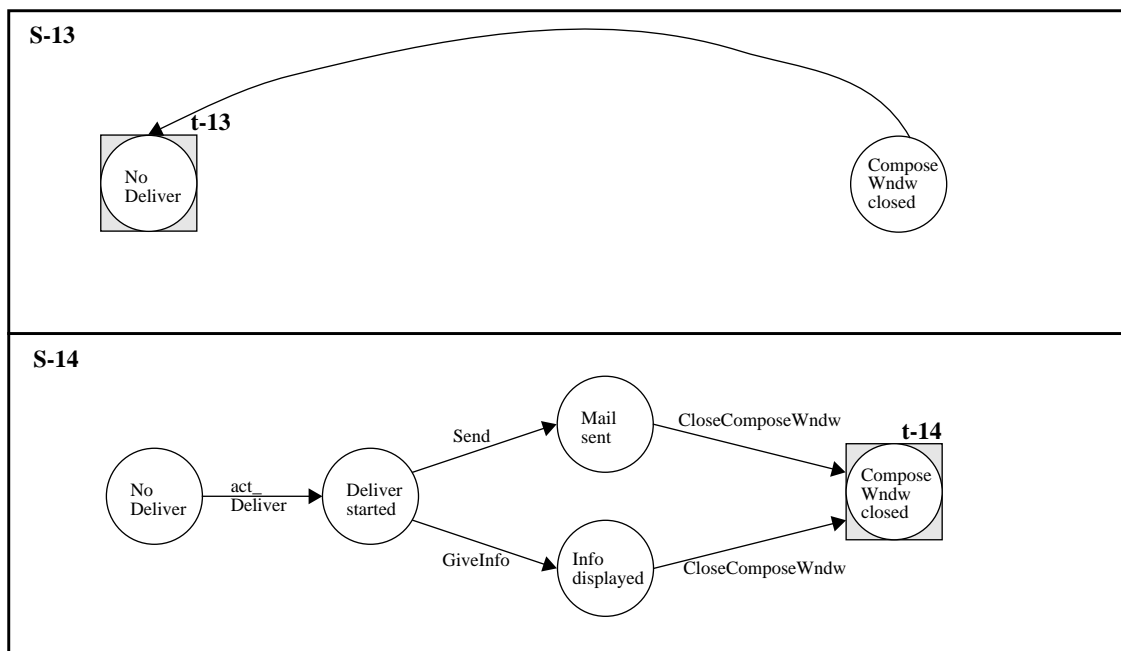 S-13
t-13
No
Deliver
Compose
Wndw
closed
S-14
No
Deliver
act_
Deliver
Deliver
started
Send
GiveInfo
Mail
sent
Info
displayed
CloseComposeWndw
CloseComposeWndw
t-14
Compose
Wndw
closed